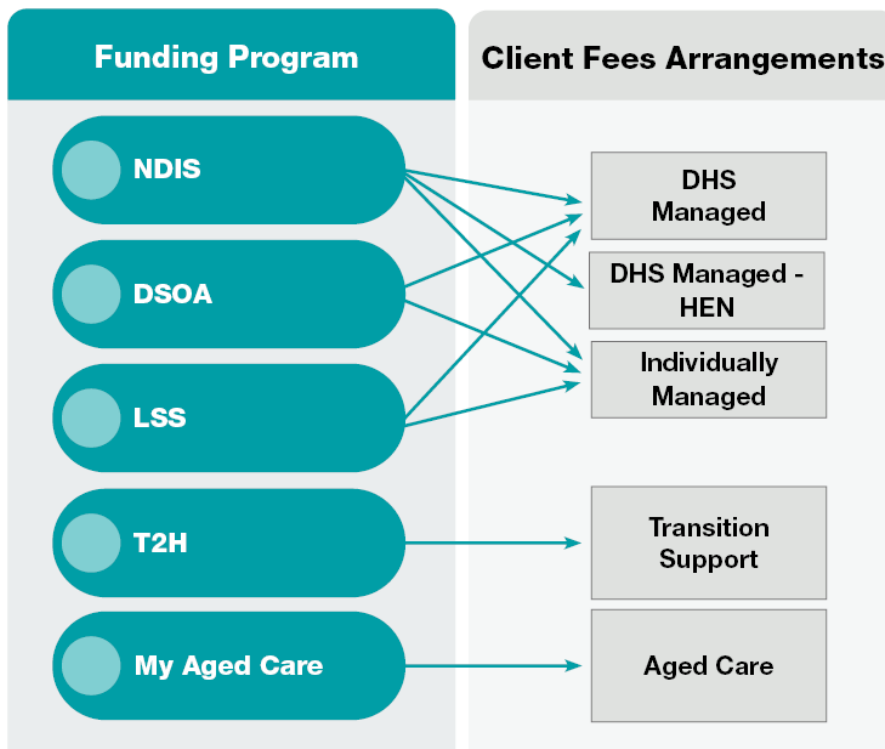 Funding Program
Client Fees Arrangements
NDIS
DSOA
LSS
T2H
My Aged Care
DHS
Managed
DHS Managed -
HEN
Individually
Managed
Transition
Support
Aged Care